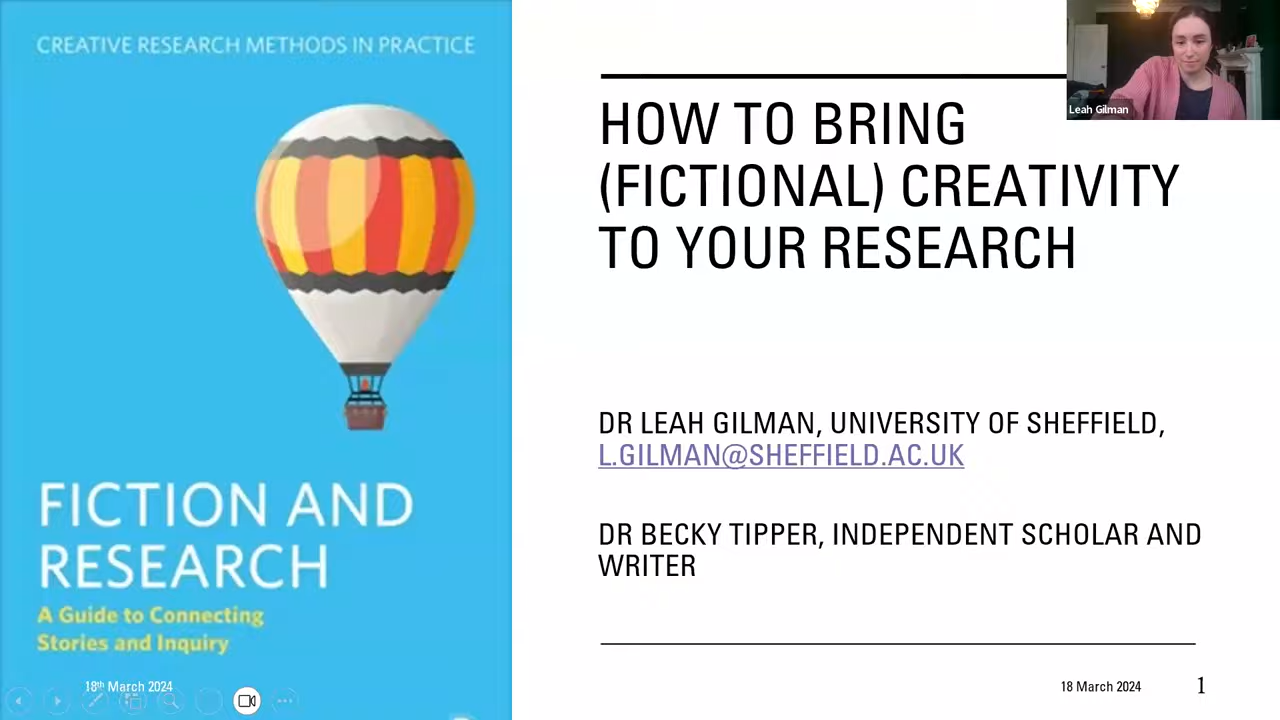 CREATIVE RESEARCH METHODS IN PRACTICE
FICTION AND
RESEARCH
A Guide to Connecting
Stories and Inquiry
18th March 2024
Leah Gilman
HOW TO BRING
(FICTIONAL) CREATIVITY
TO YOUR RESEARCH
DR LEAH GILMAN, UNIVERSITY OF SHEFFIELD,
L.GILMAN@SHEFFIELD.AC.UK
DR BECKY TIPPER, INDEPENDENT SCHOLAR AND
WRITER
18 March 2024
1